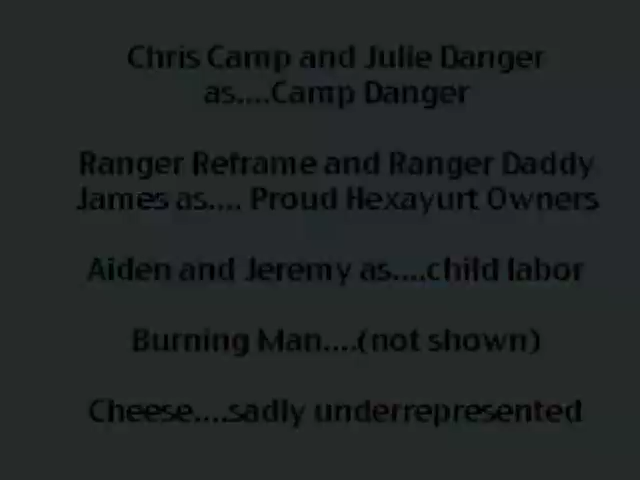 Chris Camp and Julie Danger
as....Camp Danger
Ranger Reframe and Ranger Daddy
James as.... Proud Hexayurt Owners
Aiden and Jeremy as....child labor
Burning Man....(not shown)
Cheese....sadly underrepresented